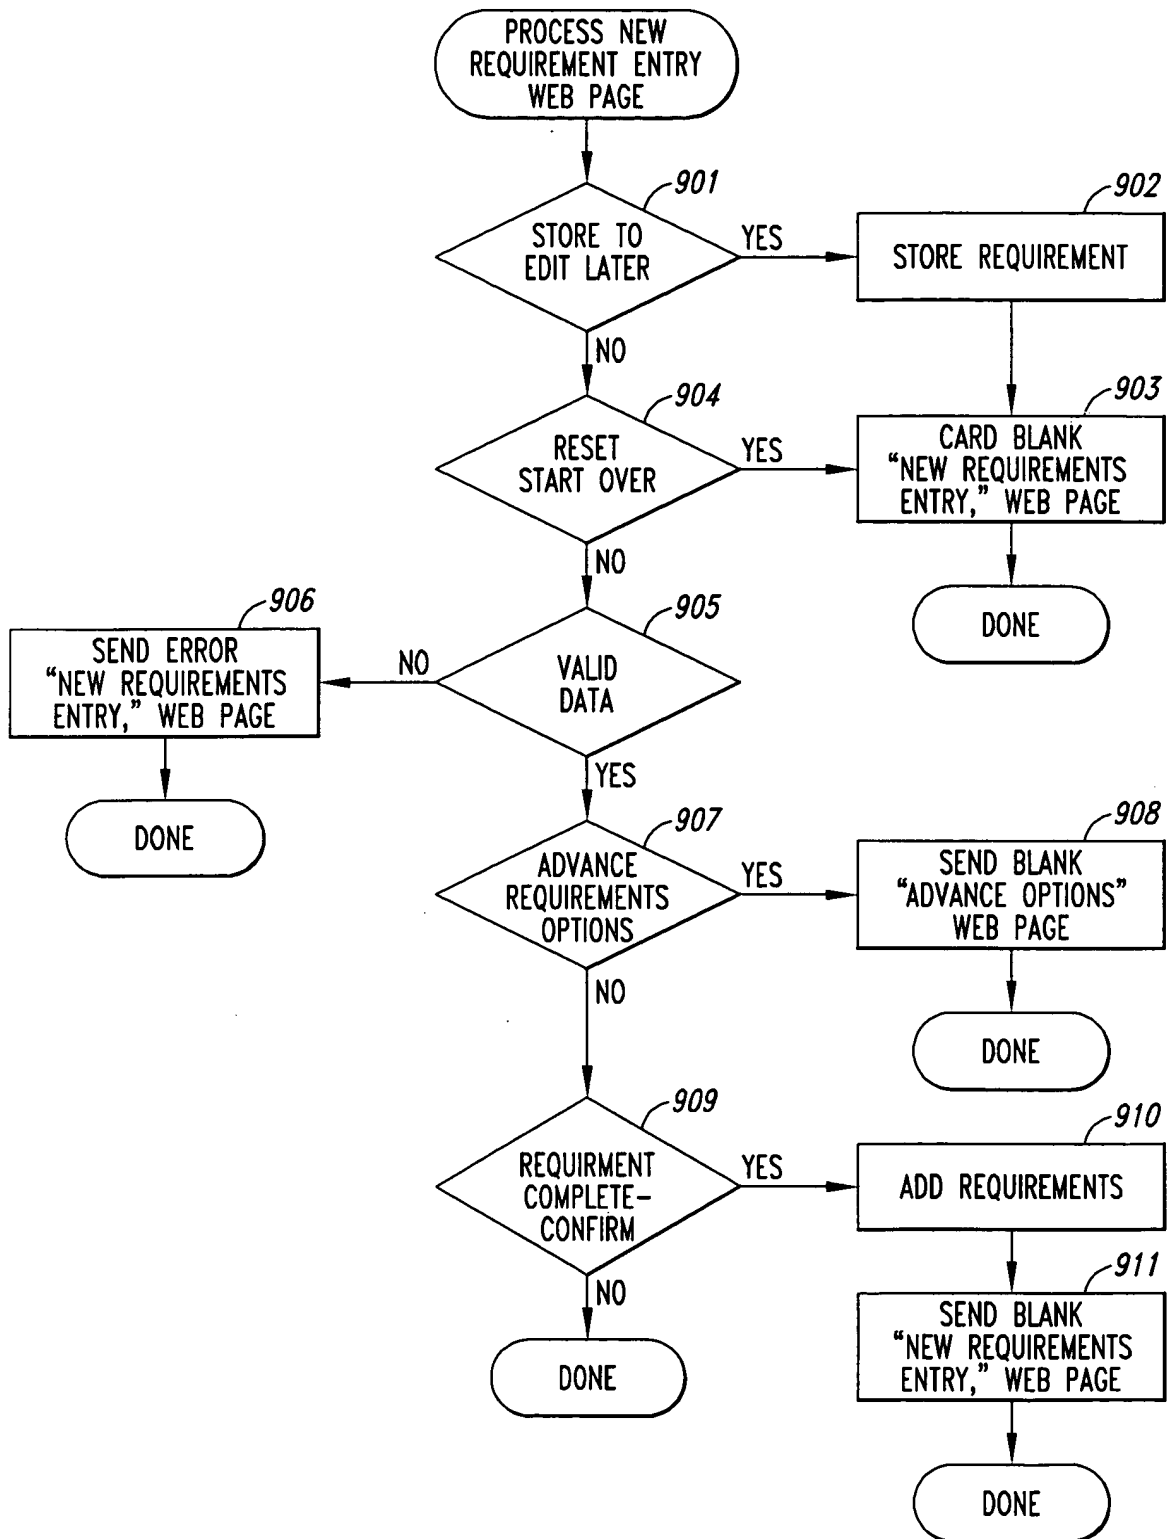 PROCESS NEW
REQUIREMENT ENTRY
WEB PAGE
901
STORE TO
EDIT LATER
YES
902
STORE REQUIREMENT
NO
904
RESET
START OVER
YES
903
CARD BLANK
“NEW REQUIREMENTS
ENTRY,” WEB PAGE
DONE
NO
905
VALID
DATA
NO
906
SEND ERROR
“NEW REQUIREMENTS
ENTRY,” WEB PAGE
DONE
YES
907
ADVANCE
REQUIREMENTS
OPTIONS
YES
908
SEND BLANK
“ADVANCE OPTIONS”
WEB PAGE
DONE
NO
909
REQUIRMENT
COMPLETE–
CONFIRM
YES
910
ADD REQUIREMENTS
911
SEND BLANK
“NEW REQUIREMENTS
ENTRY,” WEB PAGE
DONE
NO
DONE